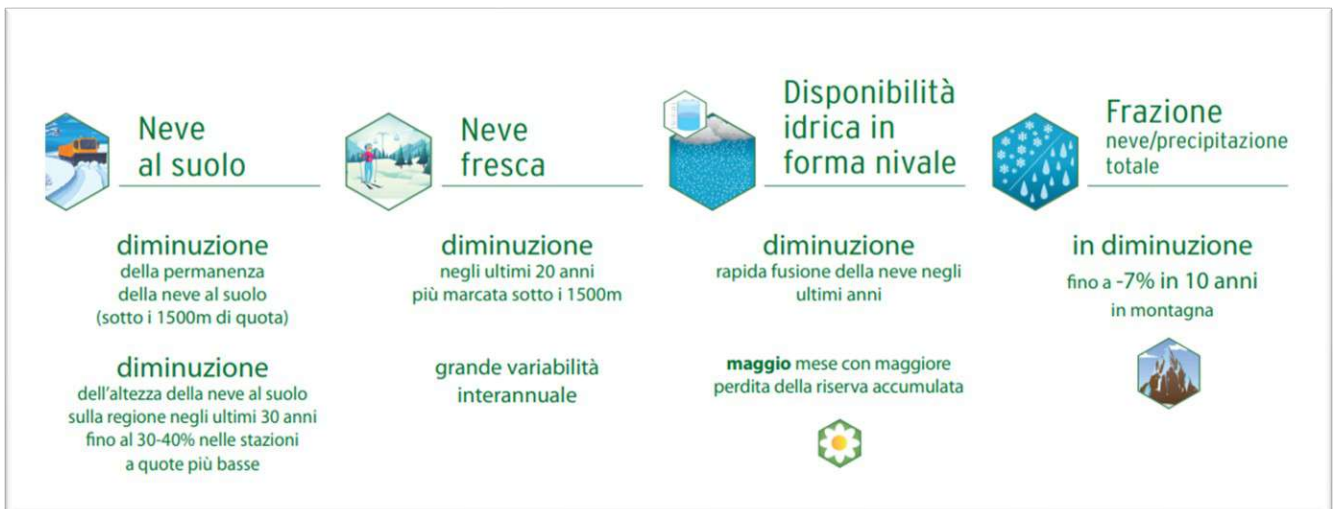 Neve
al suolo
diminuzione
della permanenza
della neve al suolo
(sotto i 1500m di quota)
diminuzione
dell'altezza della neve al suolo
sulla regione negli ultimi 30 anni
fino al 30-40% nelle stazioni
a quote più basse
Neve
fresca
diminuzione
negli ultimi 20 anni
più marcata sotto i 1500m
grande variabilità
interannuale
Disponibilità
idrica in
forma nivale
diminuzione
rapida fusione della neve negli
ultimi anni
maggio mese con maggiore
perdita della riserva accumulata
Frazione
neve/precipitazione
totale
in diminuzione
fino a -7% in 10 anni
in montagna